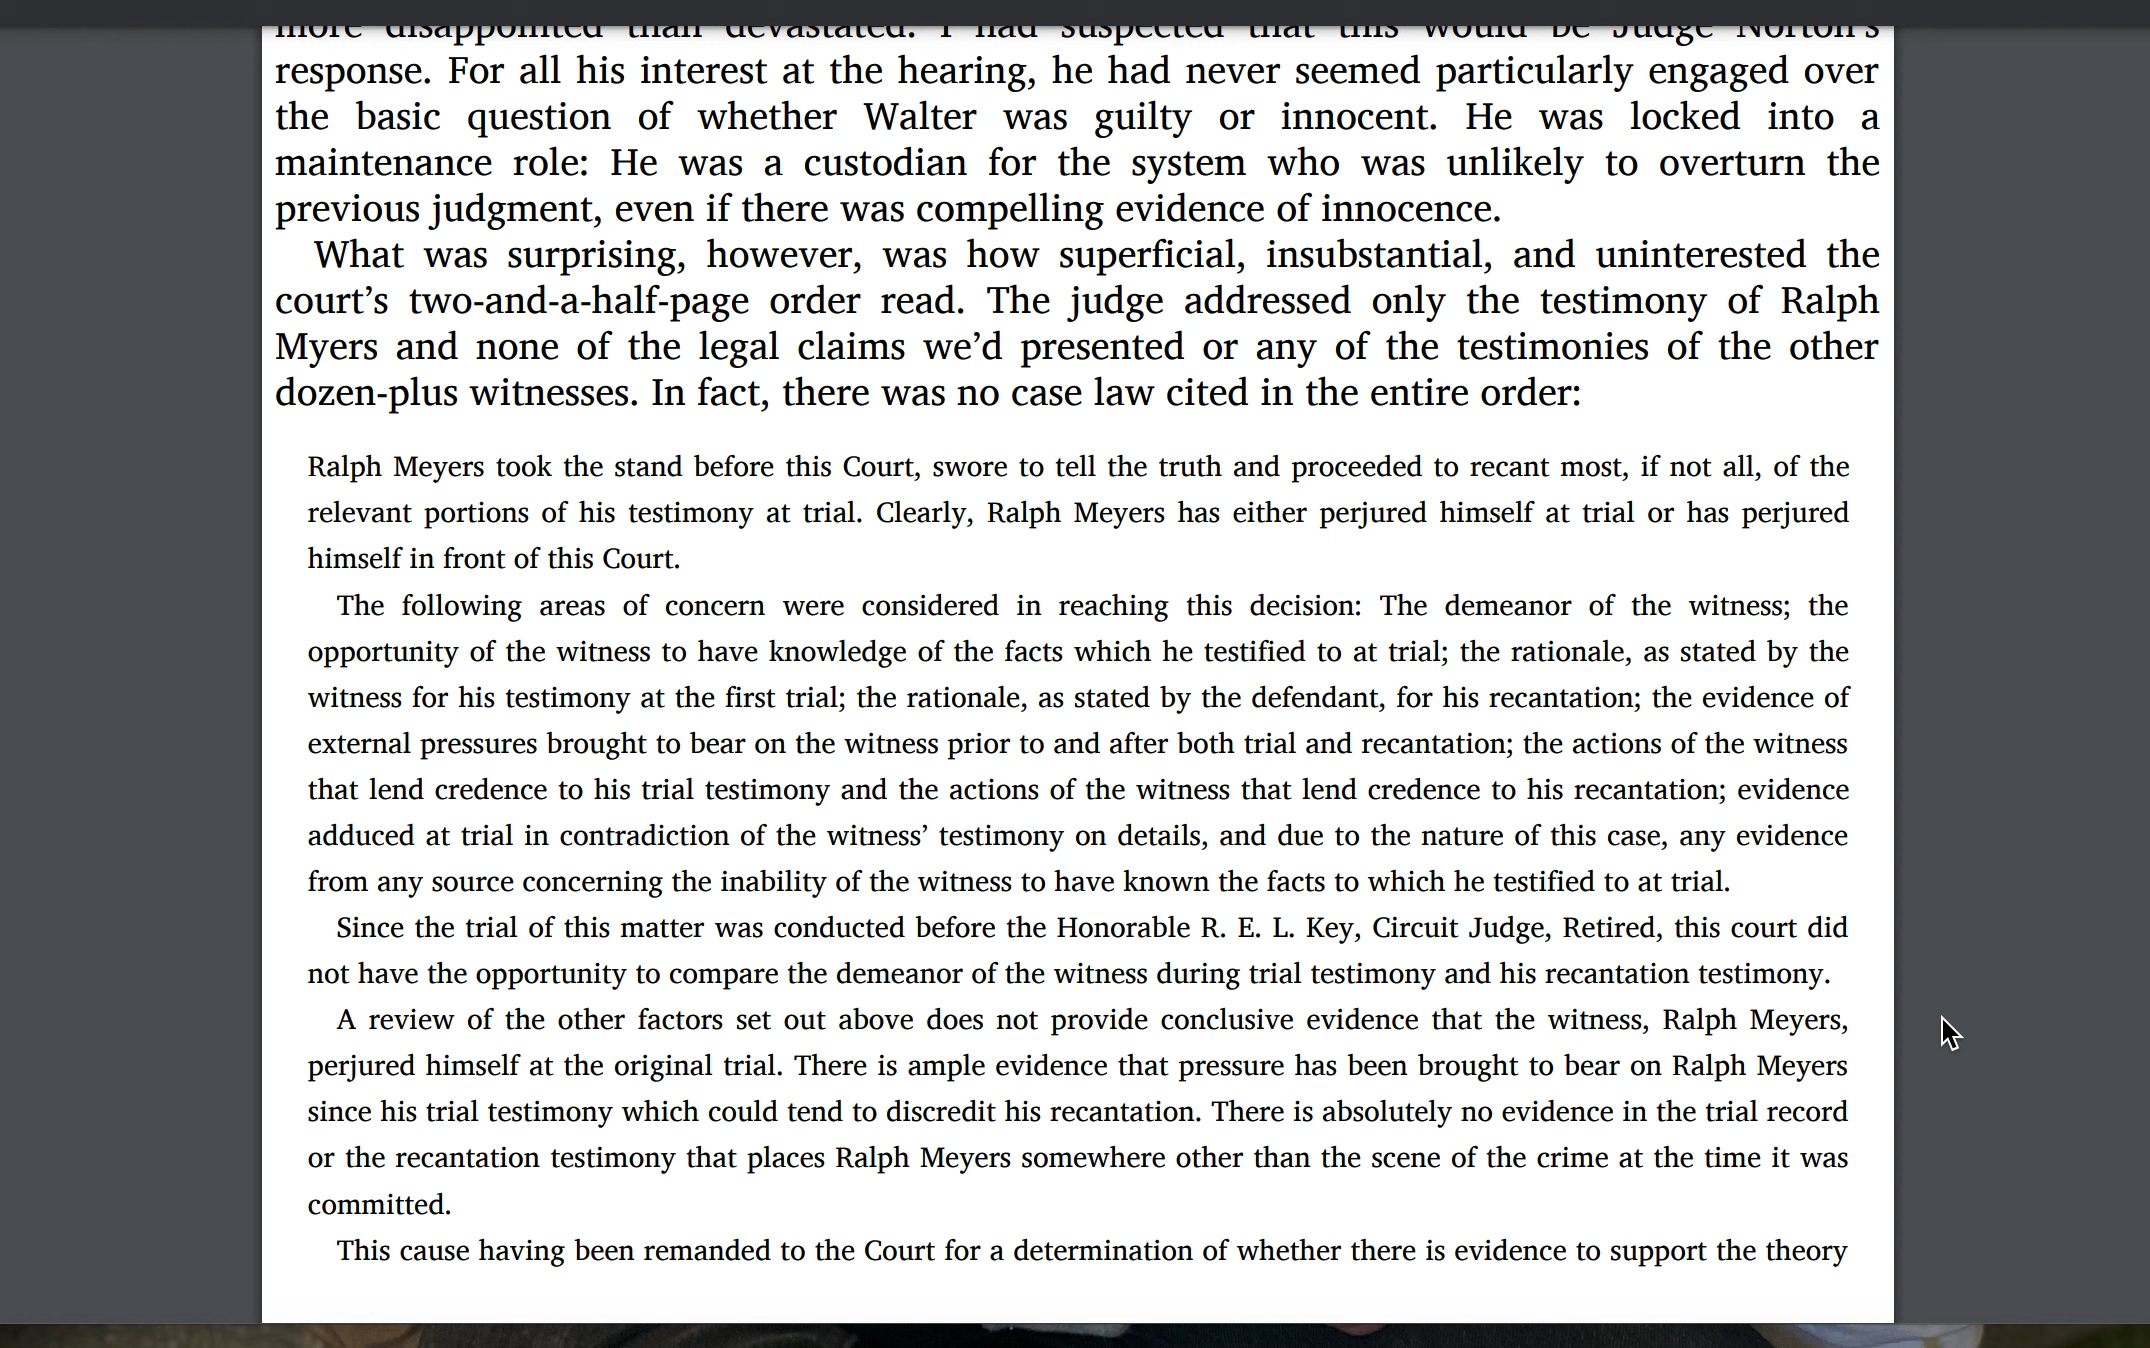 more disappointed than devastated. I had suspected that this would be Judge Norton’s
response. For all his interest at the hearing, he had never seemed particularly engaged over
the basic question of whether Walter was guilty or innocent. He was locked into a
maintenance role: He was a custodian for the system who was unlikely to overturn the
previous judgment, even if there was compelling evidence of innocence.
What was surprising, however, was how superficial, insubstantial, and uninterested the
court’s two-and-a-half-page order read. The judge addressed only the testimony of Ralph
Myers and none of the legal claims we’d presented or any of the testimonies of the other
dozen-plus witnesses. In fact, there was no case law cited in the entire order:
Ralph Meyers took the stand before this Court, swore to tell the truth and proceeded to recant most, if not all, of the
relevant portions of his testimony at trial. Clearly, Ralph Meyers has either perjured himself at trial or has perjured
himself in front of this Court.
The following areas of concern were considered in reaching this decision: The demeanor of the witness; the
opportunity of the witness to have knowledge of the facts which he testified to at trial; the rationale, as stated by the
witness for his testimony at the first trial; the rationale, as stated by the defendant, for his recantation; the evidence of
external pressures brought to bear on the witness prior to and after both trial and recantation; the actions of the witness
that lend credence to his trial testimony and the actions of the witness that lend credence to his recantation; evidence
adduced at trial in contradiction of the witness’ testimony on details, and due to the nature of this case, any evidence
from any source concerning the inability of the witness to have known the facts to which he testified to at trial.
Since the trial of this matter was conducted before the Honorable R. E. L. Key, Circuit Judge, Retired, this court did
not have the opportunity to compare the demeanor of the witness during trial testimony and his recantation testimony.
A review of the other factors set out above does not provide conclusive evidence that the witness, Ralph Meyers,
perjured himself at the original trial. There is ample evidence that pressure has been brought to bear on Ralph Meyers
since his trial testimony which could tend to discredit his recantation. There is absolutely no evidence in the trial record
or the recantation testimony that places Ralph Meyers somewhere other than the scene of the crime at the time it was
committed.
This cause having been remanded to the Court for a determination of whether there is evidence to support the theory